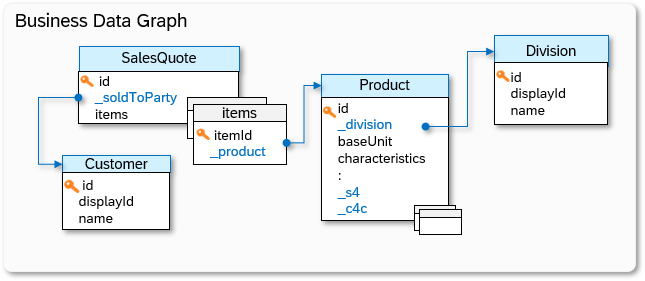 Business Data Graph
SalesQuote
id
_soldToParty
items
items
itemId
_product
Customer
id
displayId
name
Product
id
_division
baseUnit
characteristics
:
_s4
_c4c
Division
id
displayId
name